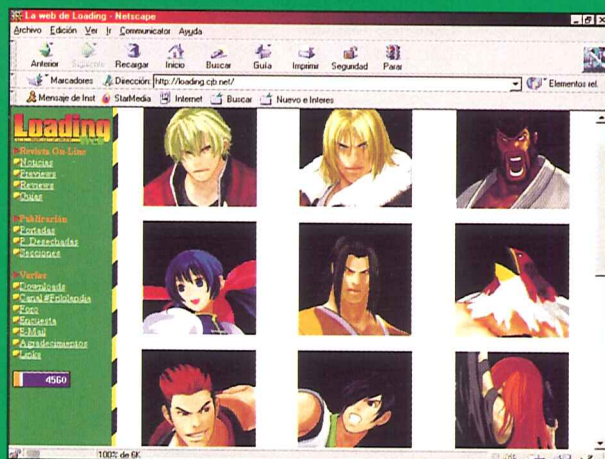 La web de Loading - Netscape
Archivo Edición Ver Ir Communicator Ayuda
Anterior Siguiente Recargar Inicio Buscar Guía Imprimir Seguridad Parar
Marcadores Dirección: http://loading.cjb.net/ Elementos rel.
Mensaje de Inst StarMedia Internet Buscar Nuevo e Interes
Loading
Revista On-Line
Noticias
Previews
Reviews
Guías
Publicación
Portadas
P. Desechadas
Secciones
Varios
Downloads
Canal #Frikilandia
Foro
Encuesta
E-Mail
Agradecimientos
Links
4560
100% de 6K